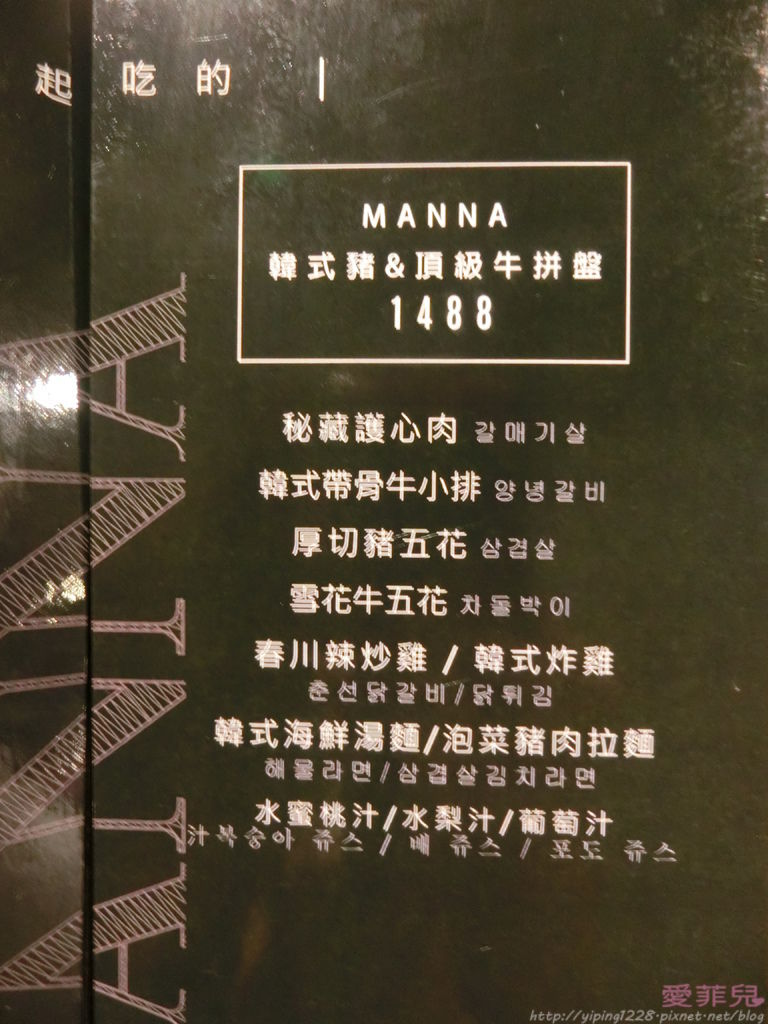 起吃的 |
MANNA
韓式豬&頂級牛拼盤
1488
秘藏護心肉 갈매기살
韓式帶骨牛小排 양녕갈비
厚切豬五花 삼겹살
雪花牛五花 차돌박이
春川辣炒雞 / 韓式炸雞
춘선닭갈비/닭튀김
韓式海鮮湯麵/泡菜豬肉拉麵
해물라면/삼겹살김치라면
水蜜桃汁/水梨汁/葡萄汁
汁복숭아 쥬스 / 배 쥬스 / 포도 쥬스
MANNA
愛菲兒
http://yiping1228.pixnet.net/blog